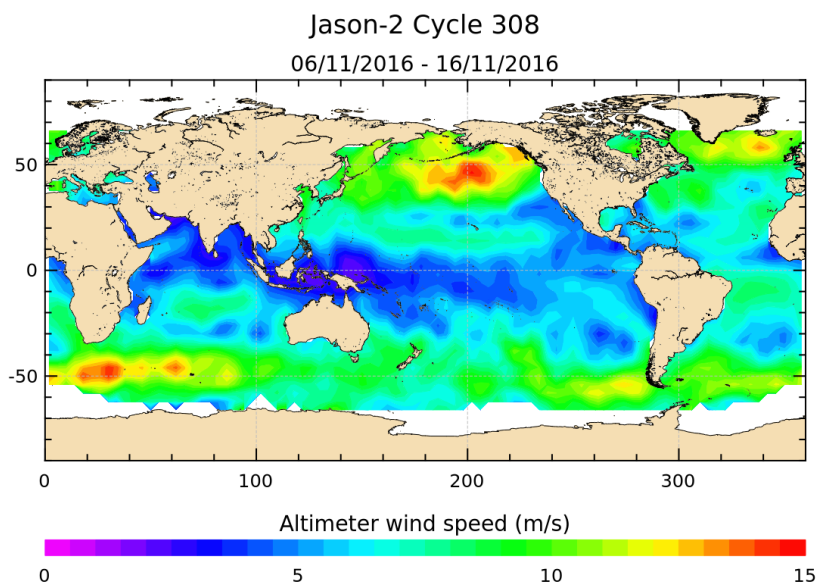 Jason-2 Cycle 308
06/11/2016 - 16/11/2016
50
0
-50
0 100 200 300
Altimeter wind speed (m/s)
0 5 10 15